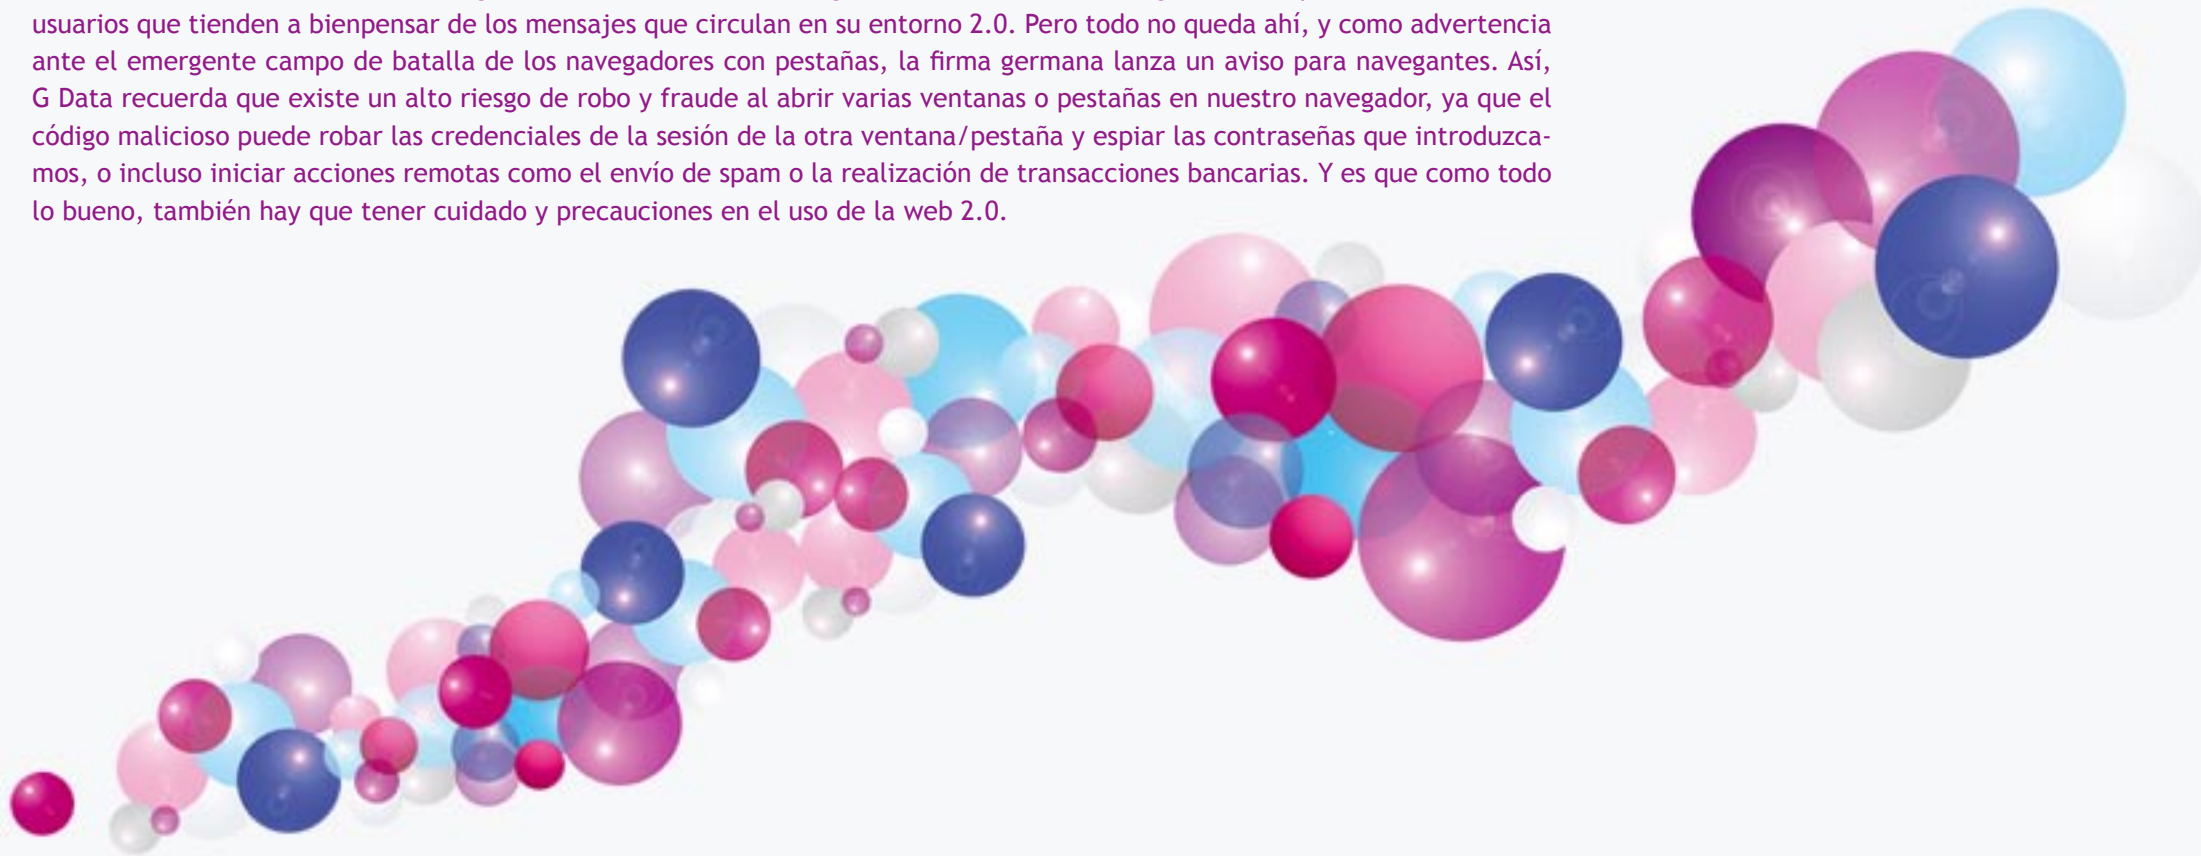 usuarios que tienden a bienpensar de los mensajes que circulan en su entorno 2.0. Pero todo no queda ahí, y como advertencia
ante el emergente campo de batalla de los navegadores con pestañas, la firma germana lanza un aviso para navegantes. Así,
G Data recuerda que existe un alto riesgo de robo y fraude al abrir varias ventanas o pestañas en nuestro navegador, ya que el
código malicioso puede robar las credenciales de la sesión de la otra ventana/pestaña y espiar las contraseñas que introduzca-
mos, o incluso iniciar acciones remotas como el envío de spam o la realización de transacciones bancarias. Y es que como todo
lo bueno, también hay que tener cuidado y precauciones en el uso de la web 2.0.